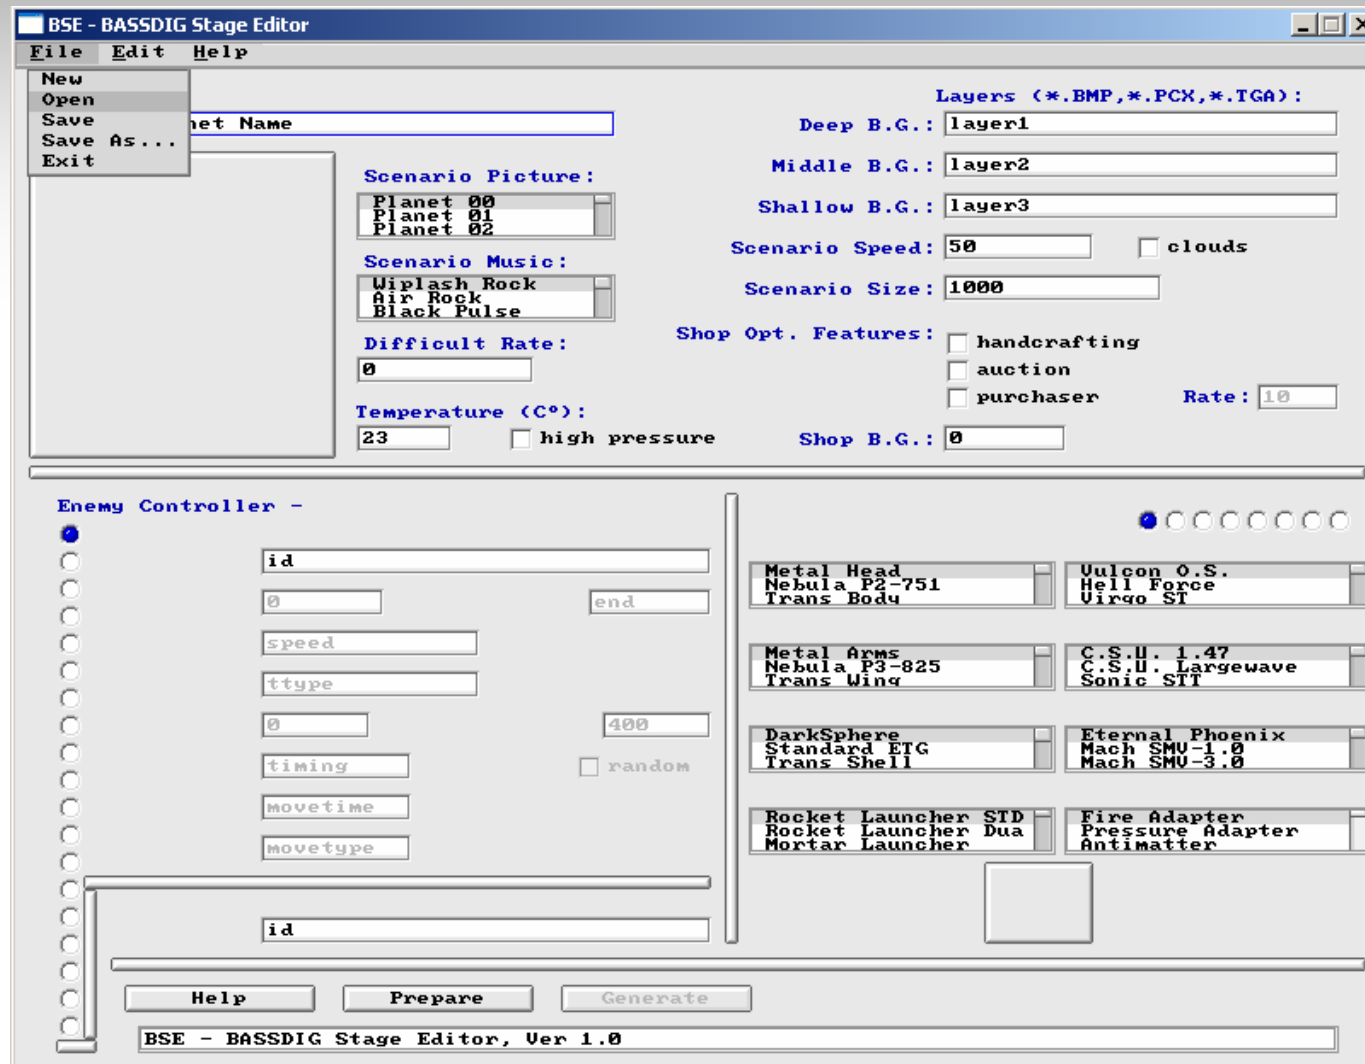 BSE - BASSDIG Stage Editor
File Edit Help
New
Open
Save
Save As...
Exit
net Name
Layers (*.BMP,*.PCX,*.TGA):
Deep B.G.: layer1
Middle B.G.: layer2
Shallow B.G.: layer3
Scenario Picture:
Planet 00
Planet 01
Planet 02
Scenario Speed: 50 clouds
Scenario Music:
Wiplash Rock
Air Rock
Black Pulse
Scenario Size: 1000
Difficult Rate:
0
Shop Opt. Features: handcrafting
auction
purchaser Rate: 10
Temperature (Cº):
23 high pressure
Shop B.G.: 0
Enemy Controller -
id
0 end
speed
ttype
0 400
timing random
movetime
movetype
id
Metal Head
Nebula P2-751
Trans Body
Vulcon O.S.
Hell Force
Virgo ST
Metal Arms
Nebula P3-825
Trans Wing
C.S.U. 1.47
C.S.U. Largewave
Sonic STT
DarkSphere
Standard ETG
Trans Shell
Eternal Phoenix
Mach SMV-1.0
Mach SMV-3.0
Rocket Launcher STD
Rocket Launcher Dua
Mortar Launcher
Fire Adapter
Pressure Adapter
Antimatter
Help Prepare Generate
BSE - BASSDIG Stage Editor, Ver 1.0